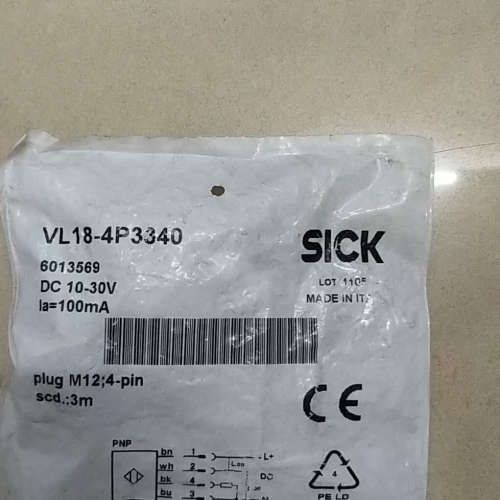 VL18-4P3340
SICK
6013569
DC 10-30V
Ia=100mA
LOT: 1105
MADE IN
plug M12;4-pin
scd.:3m
CE
PNP
bn 1 L+
wh 2 L.on
bk 4 DC
bu 3
4
PE LD